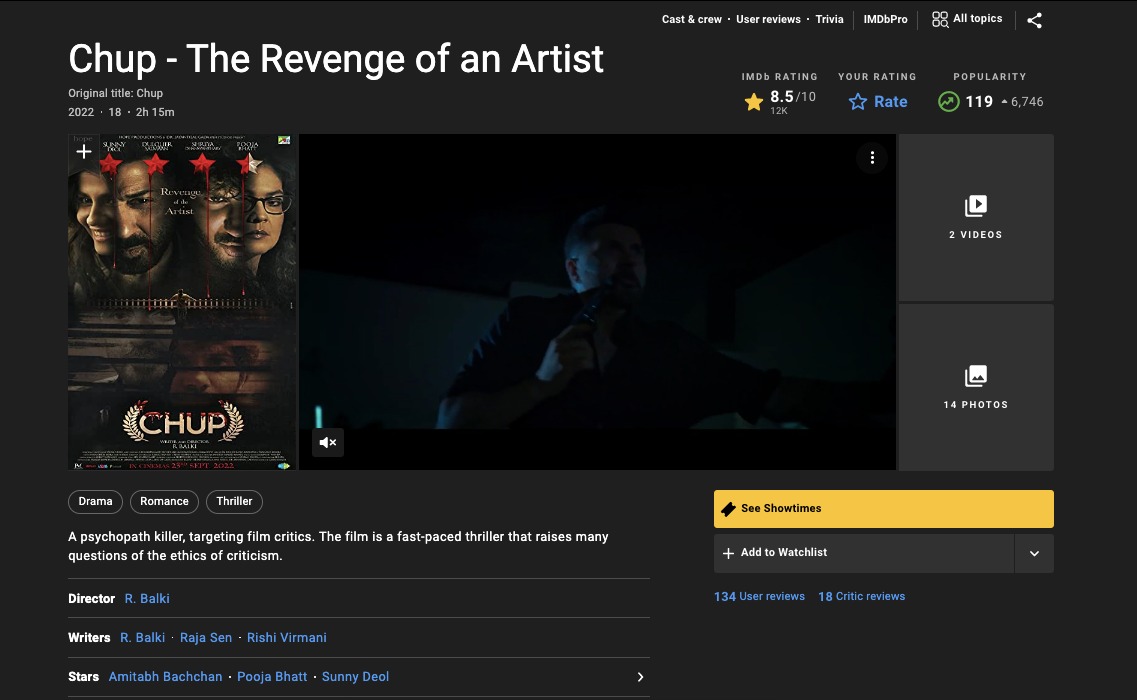 Cast & crew · User reviews · Trivia IMDbPro All topics
Chup - The Revenge of an Artist
Original title: Chup
2022 · 18 · 2h 15m
IMDb RATING YOUR RATING POPULARITY
8.5/10 Rate 119 6,746
12K
hope
SUNNY DEOL DULQUER SALMAAN SHREYA DHANWANTHARY POOJA BHATT
Revenge
of the
Artist
CHUP
WRITER AND DIRECTOR
R BALKI
IN CINEMAS 23RD SEPT 2022
2 VIDEOS
14 PHOTOS
Drama Romance Thriller
A psychopath killer, targeting film critics. The film is a fast-paced thriller that raises many
questions of the ethics of criticism.
Director R. Balki
Writers R. Balki · Raja Sen · Rishi Virmani
Stars Amitabh Bachchan · Pooja Bhatt · Sunny Deol
See Showtimes
Add to Watchlist
134 User reviews 18 Critic reviews